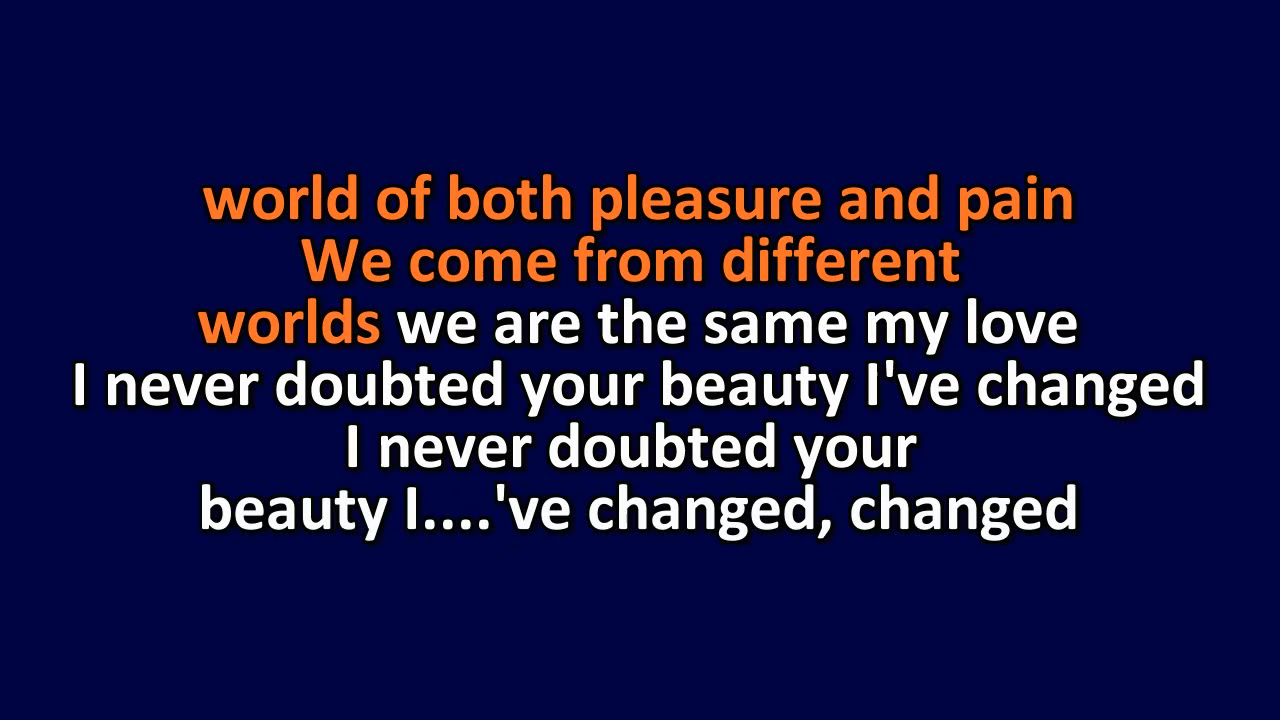 world of both pleasure and pain
We come from different
worlds we are the same my love
I never doubted your beauty I've changed
I never doubted your
beauty I....'ve changed, changed